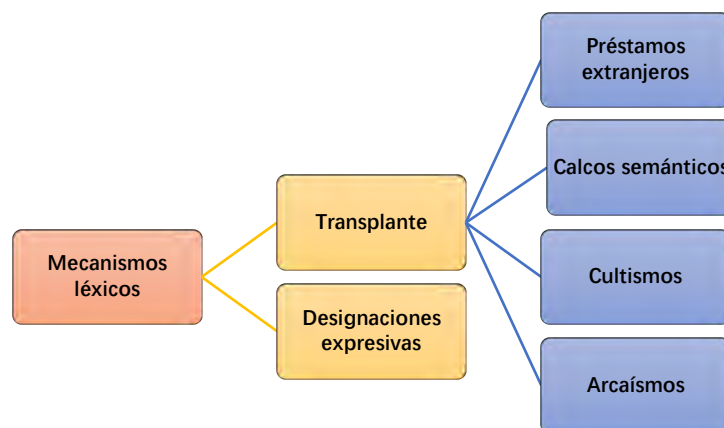 Mecanismos
léxicos
Transplante
Designaciones
expresivas
Préstamos
extranjeros
Calcos semánticos
Cultismos
Arcaísmos